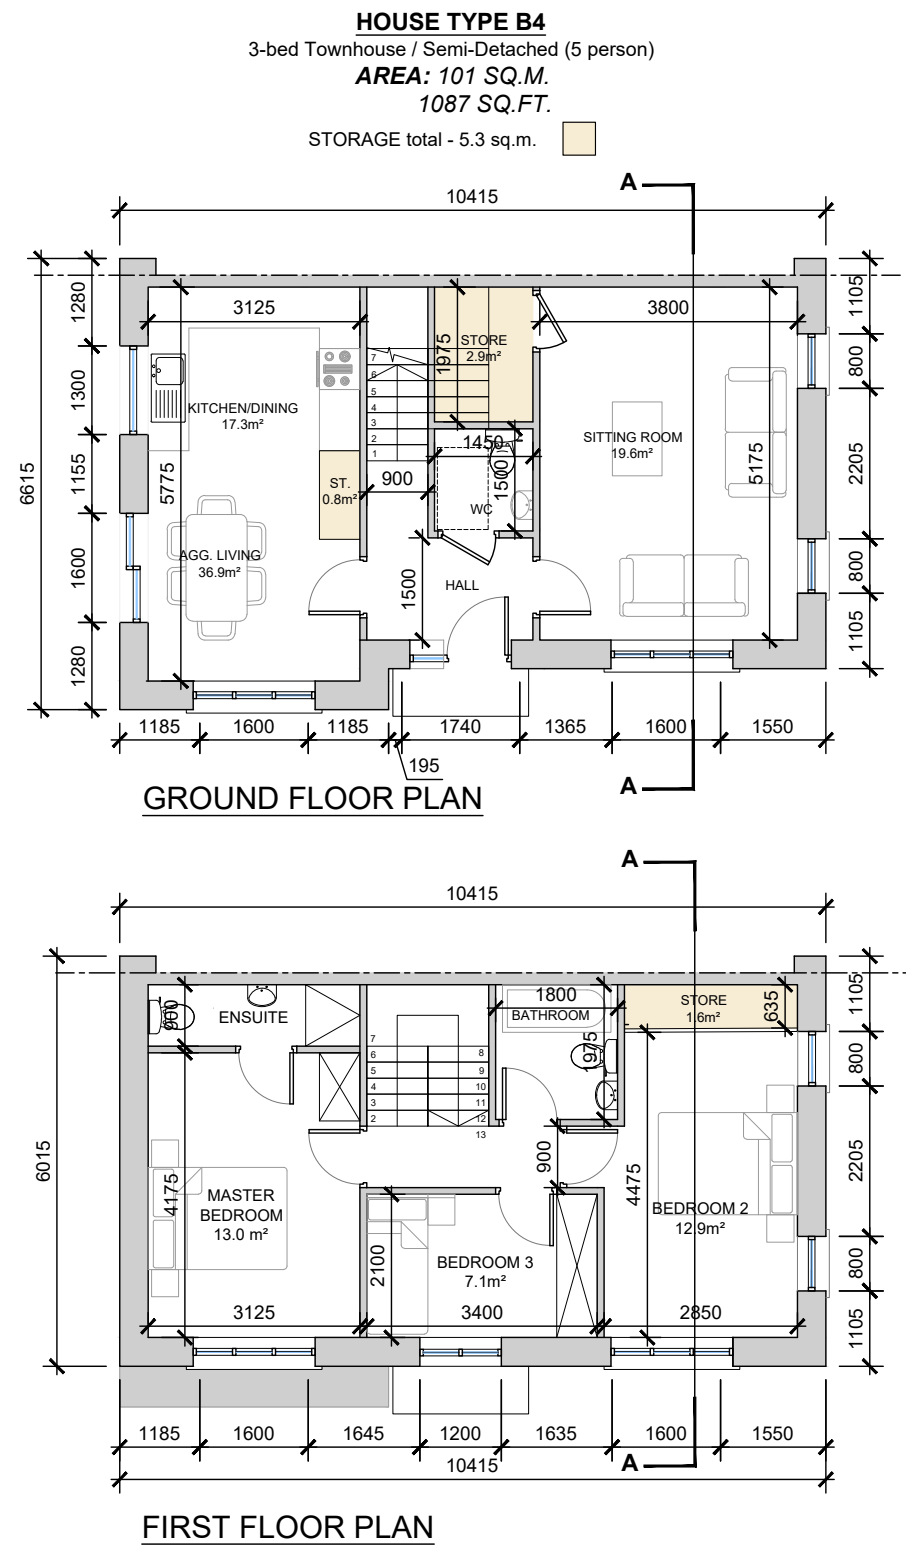 HOUSE TYPE B4
3-bed Townhouse / Semi-Detached (5 person)
AREA: 101 SQ.M.
1087 SQ.FT.
STORAGE total - 5.3 sq.m.
A
10415
1280
1300
1155
1600
1280
6615
3125
3800
1105
800
2205
800
1105
STORE
2.9m²
1975
7
6
5
4
3
2
1
KITCHEN/DINING
17.3m²
5775
ST.
0.8m²
900
1450
1500
WC
SITTING ROOM
19.6m²
5175
AGG. LIVING
36.9m²
HALL
1500
1185
1600
1185
1740
1365
1600
1550
195
A
GROUND FLOOR PLAN
A
10415
6015
900
ENSUITE
1800
BATHROOM
1975
STORE
1.6m²
635
1105
800
2205
800
1105
7
6
5
4
3
2
8
9
10
11
12
13
900
4475
4175
MASTER
BEDROOM
13.0 m²
BEDROOM 2
12.9m²
2100
BEDROOM 3
7.1m²
3125
3400
2850
1185
1600
1645
1200
1635
1600
1550
10415
A
FIRST FLOOR PLAN